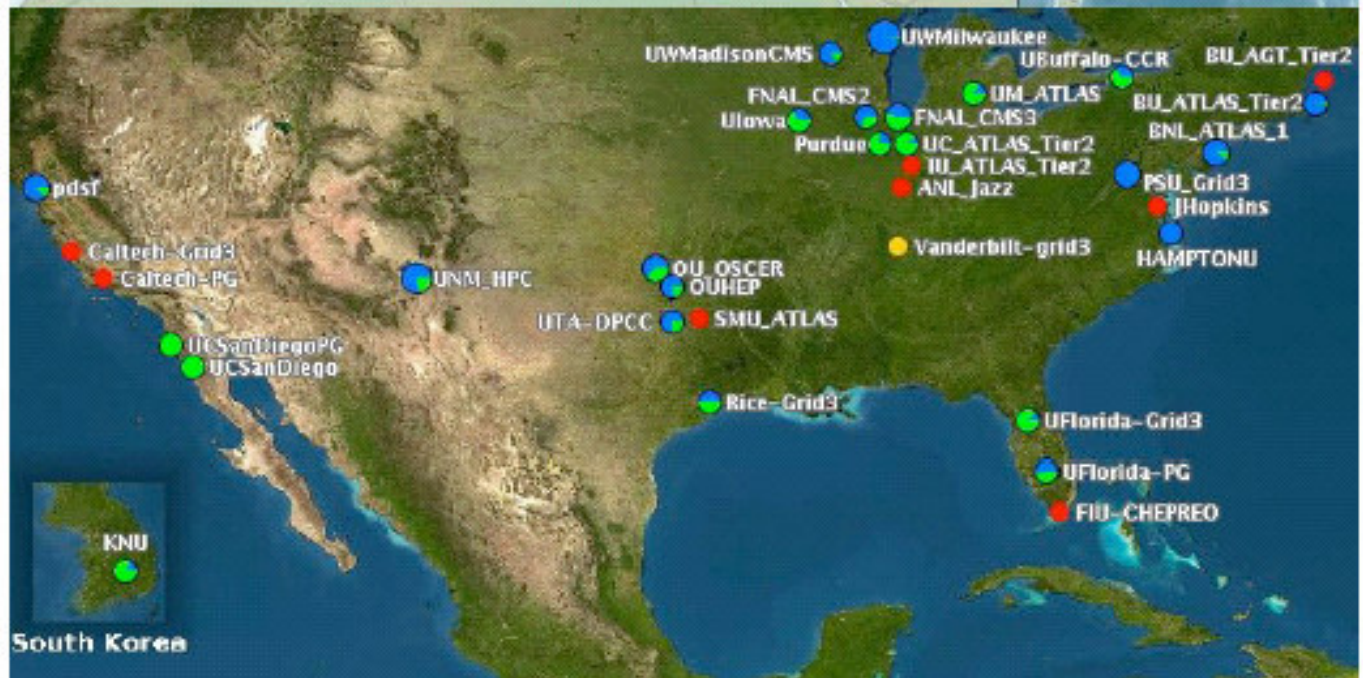 UWMilwaukee
UWMadisonCMS
UBuffalo-CCR
BU_AGT_Tier2
FNAL_CMS2
UM_ATLAS
BU_ATLAS_Tier2
UIowa
FNAL_CMS3
BNL_ATLAS_1
Purdue
UC_ATLAS_Tier2
IU_ATLAS_Tier2
PSU_Grid3
pdsf
ANL_Jazz
JHopkins
Caltech-Grid3
Vanderbilt-grid3
HAMPTONU
Caltech-PG
UNM_HPC
OU_OSCER
OUHEP
UTA-DPCC
SMU_ATLAS
UCSanDiegoPG
UCSanDiego
Rice-Grid3
UFlorida-Grid3
UFlorida-PG
FIU-CHEPREO
KNU
South Korea